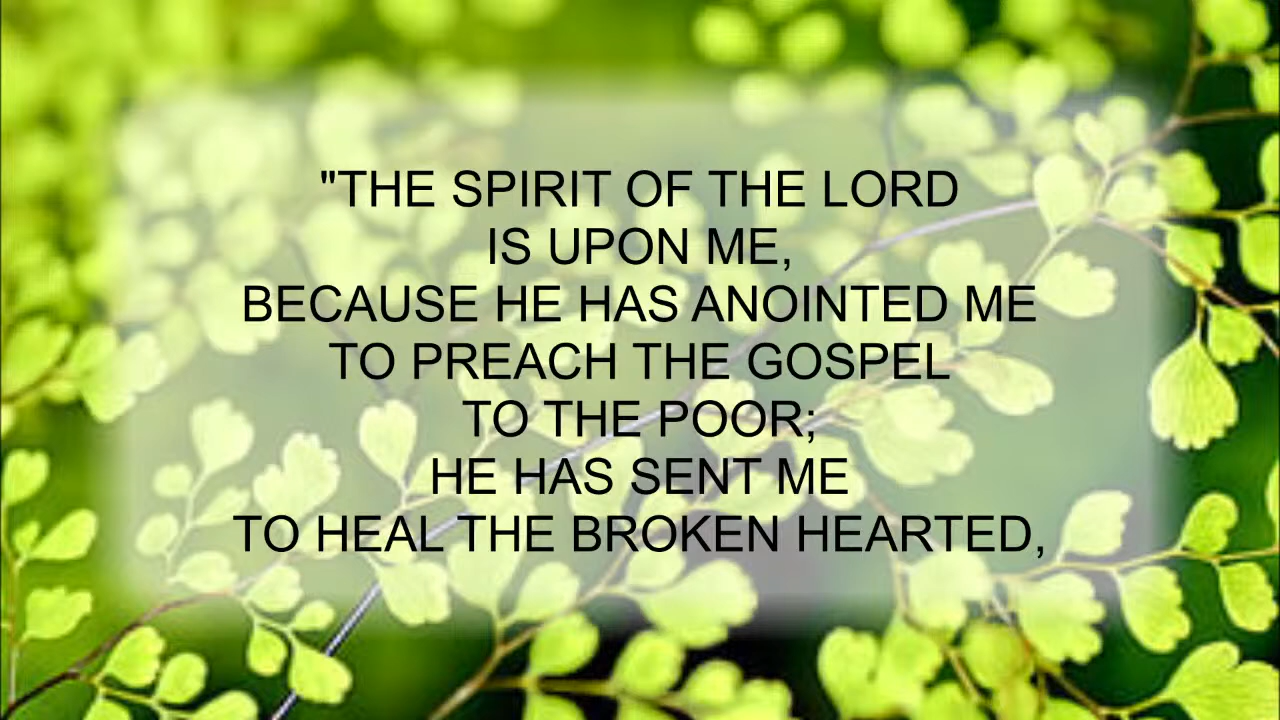 "THE SPIRIT OF THE LORD
IS UPON ME,
BECAUSE HE HAS ANOINTED ME
TO PREACH THE GOSPEL
TO THE POOR;
HE HAS SENT ME
TO HEAL THE BROKEN HEARTED,